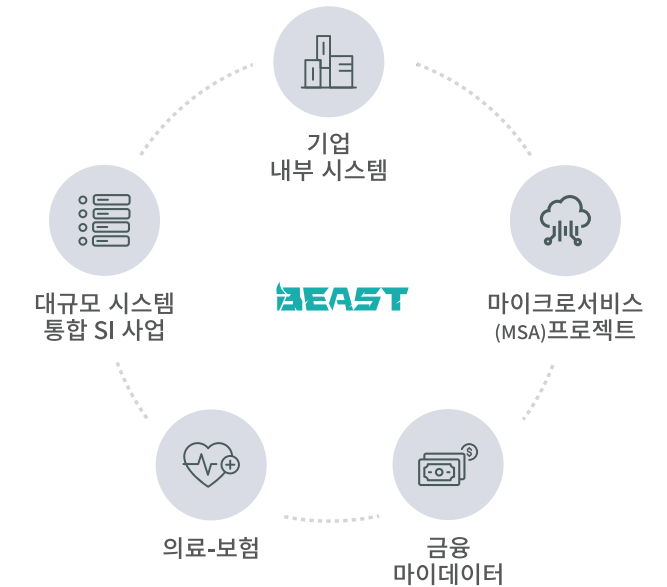 기업
내부 시스템
대규모 시스템
통합 SI 사업
BEAST
마이크로서비스
(MSA)프로젝트
의료-보험
금융
마이데이터